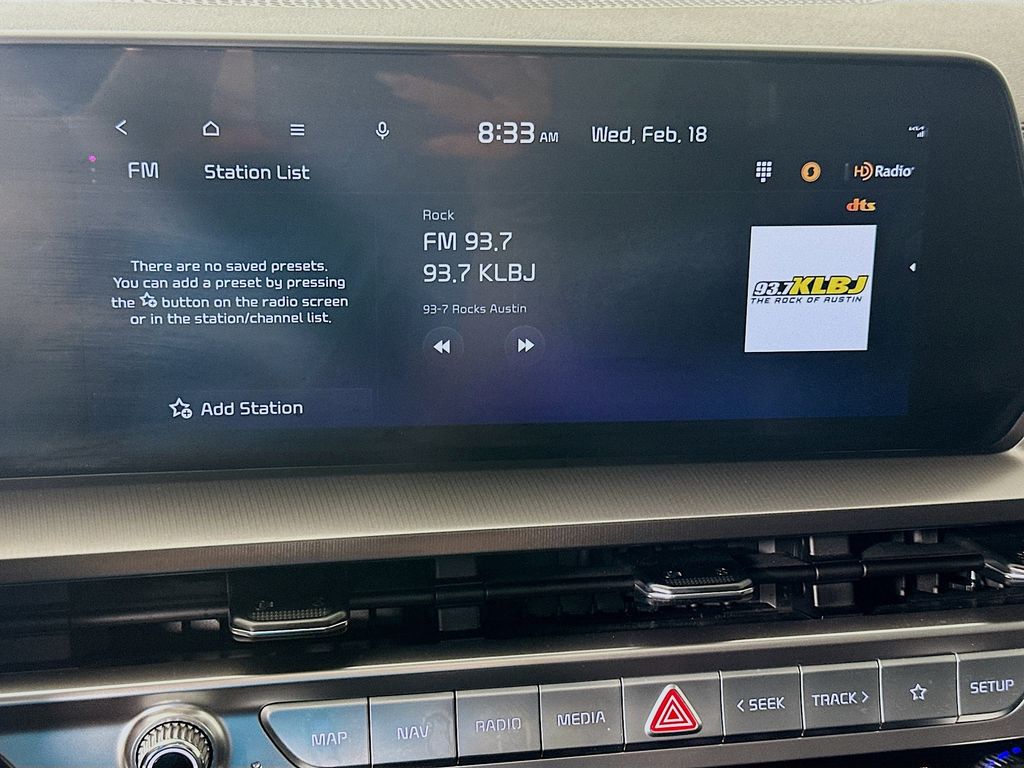 8:33 AM Wed, Feb. 18
FM Station List
HD Radio
dts
Rock
FM 93.7
93.7 KLBJ
93-7 Rocks Austin
There are no saved presets.
You can add a preset by pressing
the button on the radio screen
or in the station/channel list.
Add Station
93.7 KLBJ
THE ROCK OF AUSTIN
MAP NAV RADIO MEDIA < SEEK TRACK > SETUP